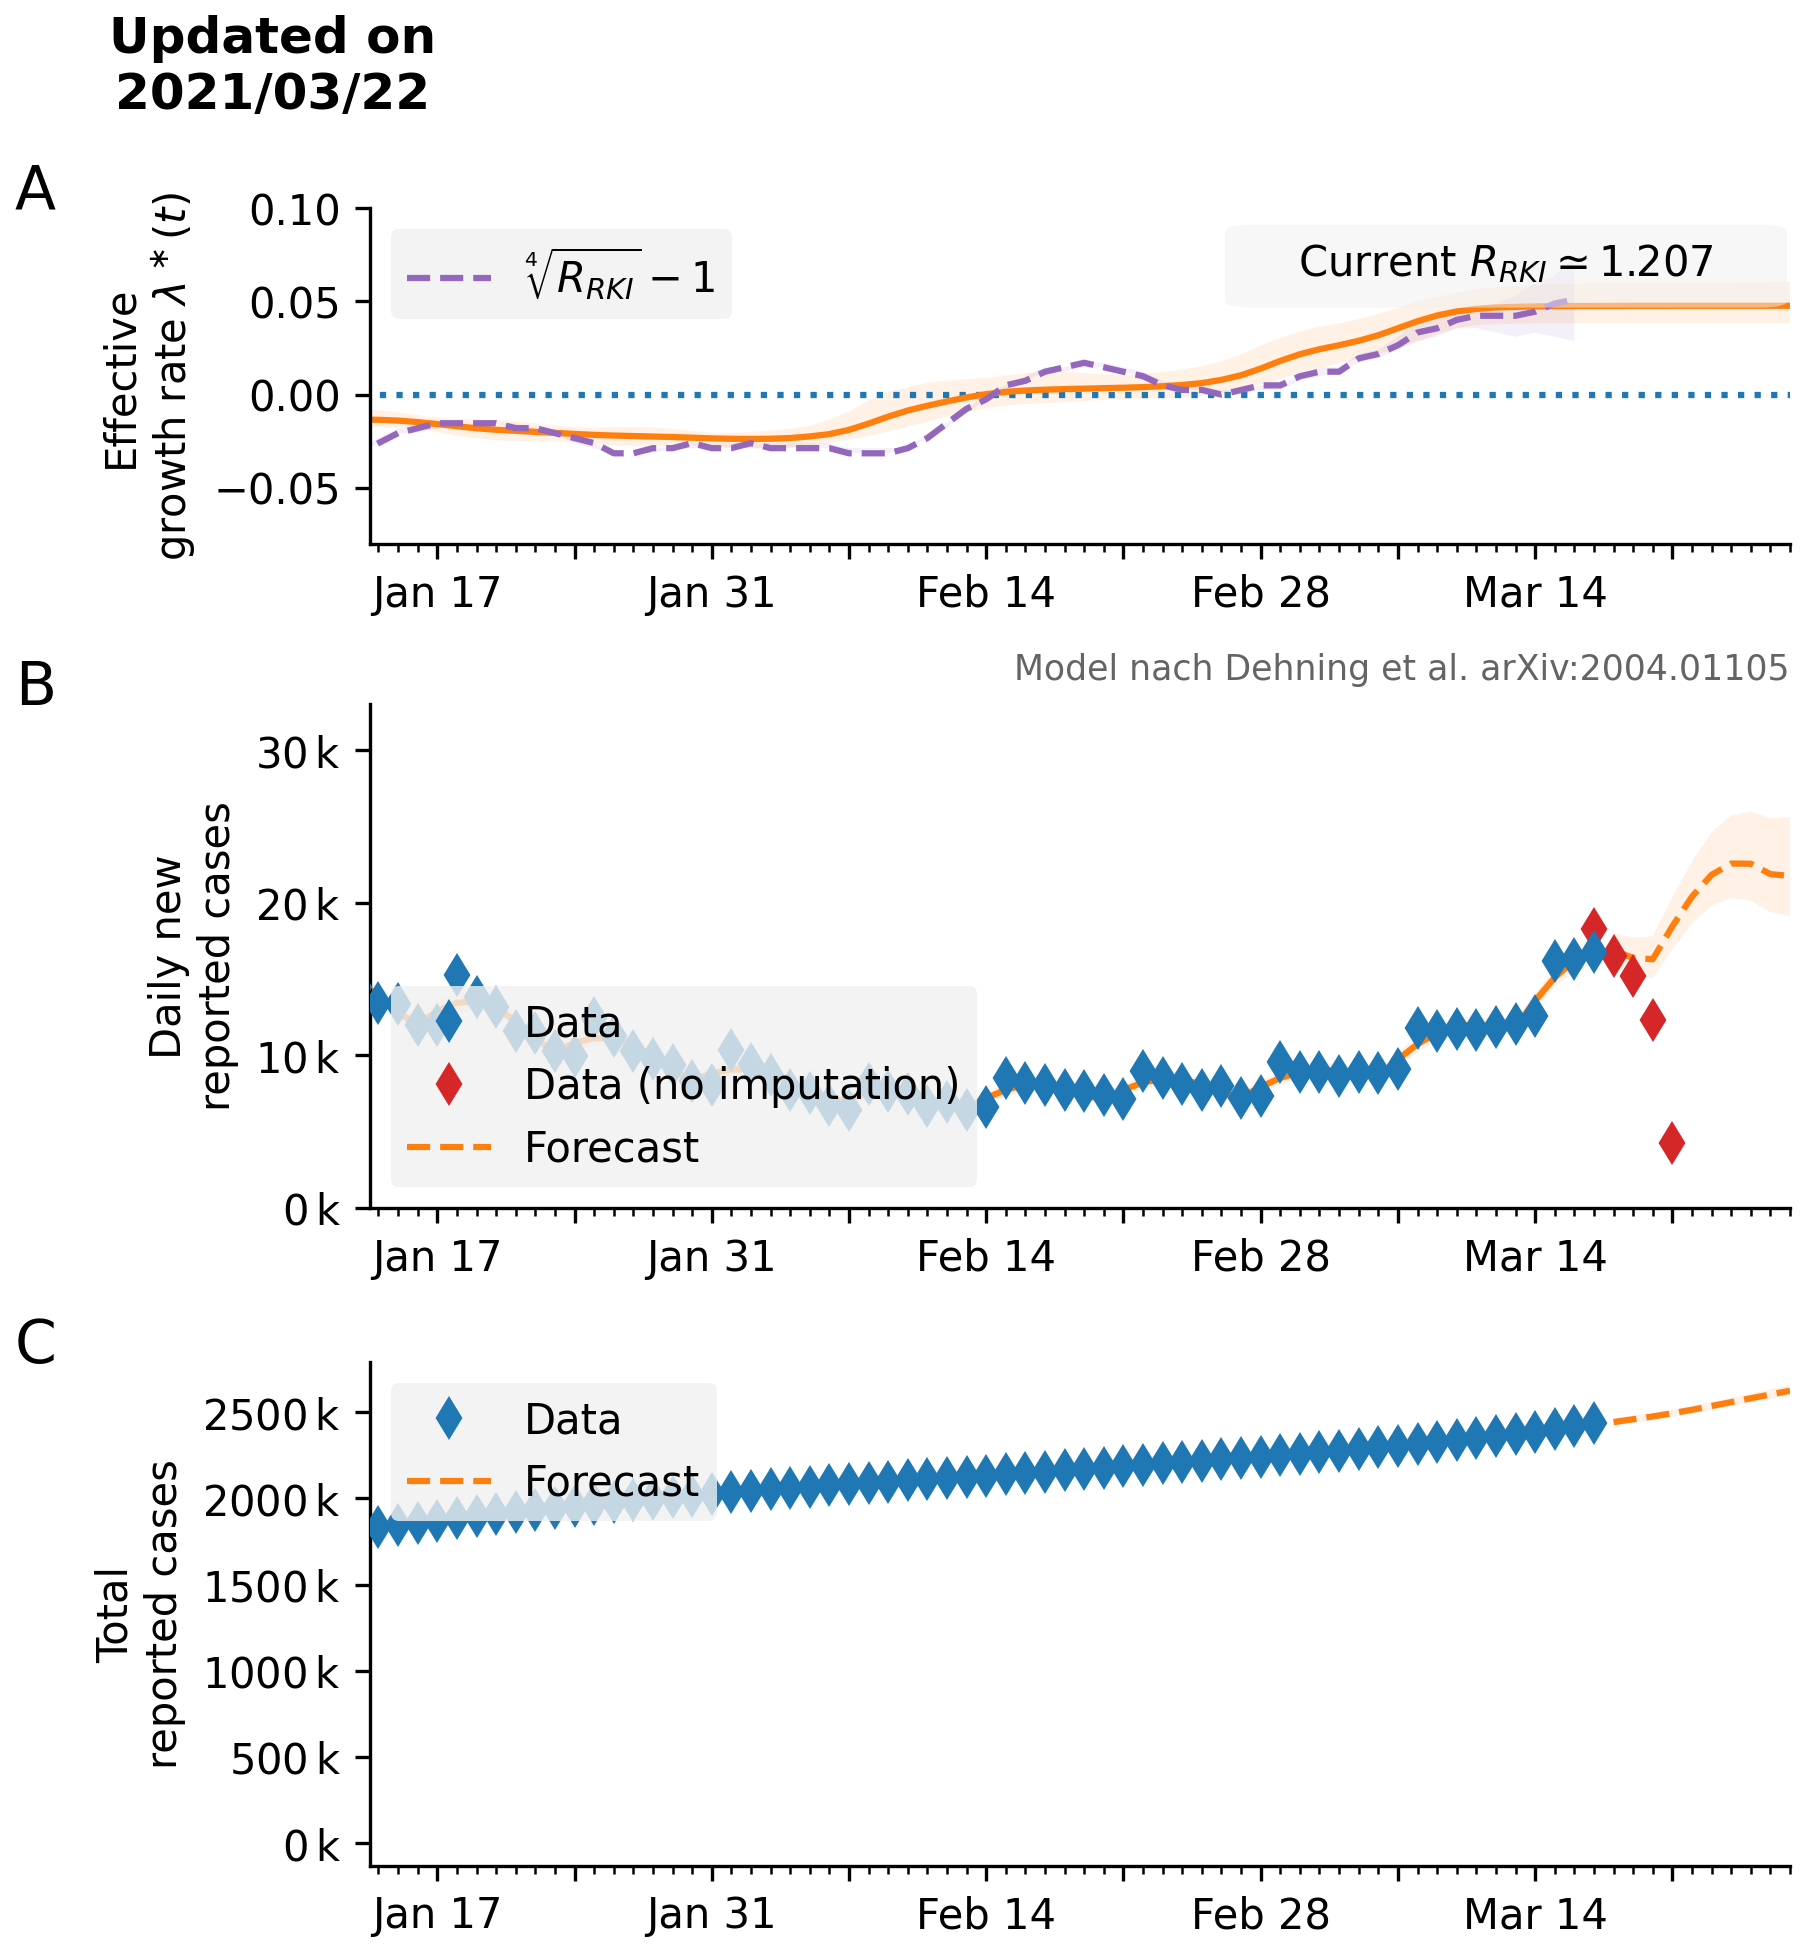 Updated on
2021/03/22
A
Effective
growth rate λ * (t)
0.10
0.05
0.00
−0.05
∜R_RKI − 1
Current R_RKI ≃ 1.207
Jan 17 Jan 31 Feb 14 Feb 28 Mar 14
B
Model nach Dehning et al. arXiv:2004.01105
Daily new
reported cases
30 k
20 k
10 k
0 k
Data
Data (no imputation)
Forecast
Jan 17 Jan 31 Feb 14 Feb 28 Mar 14
C
Total
reported cases
2500 k
2000 k
1500 k
1000 k
500 k
0 k
Data
Forecast
Jan 17 Jan 31 Feb 14 Feb 28 Mar 14